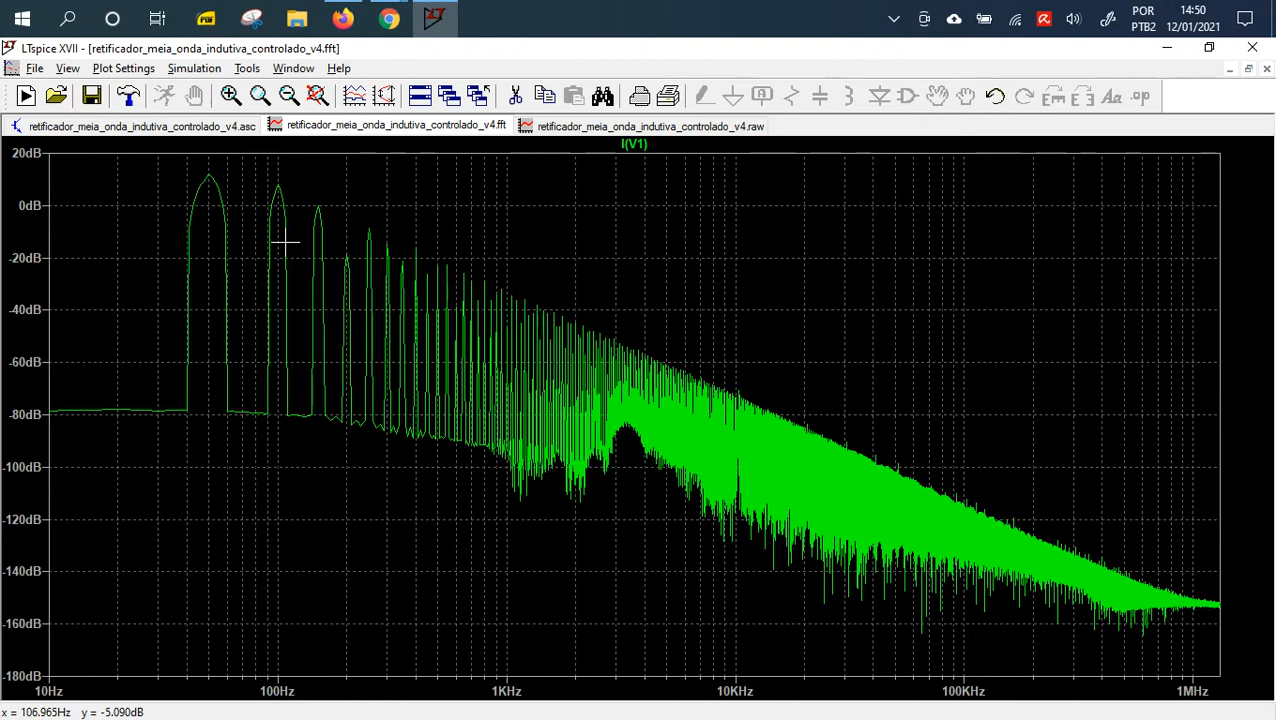 POR
14:50
PTB2
12/01/2021
LTspice XVII - [retificador_meia_onda_indutiva_controlado_v4.fft]
File View Plot Settings Simulation Tools Window Help
retificador_meia_onda_indutiva_controlado_v4.asc
retificador_meia_onda_indutiva_controlado_v4.fft
retificador_meia_onda_indutiva_controlado_v4.raw
I(V1)
20dB
0dB
-20dB
-40dB
-60dB
-80dB
-100dB
-120dB
-140dB
-160dB
-180dB
10Hz 100Hz 1KHz 10KHz 100KHz 1MHz
x = 106.965Hz y = -5.090dB